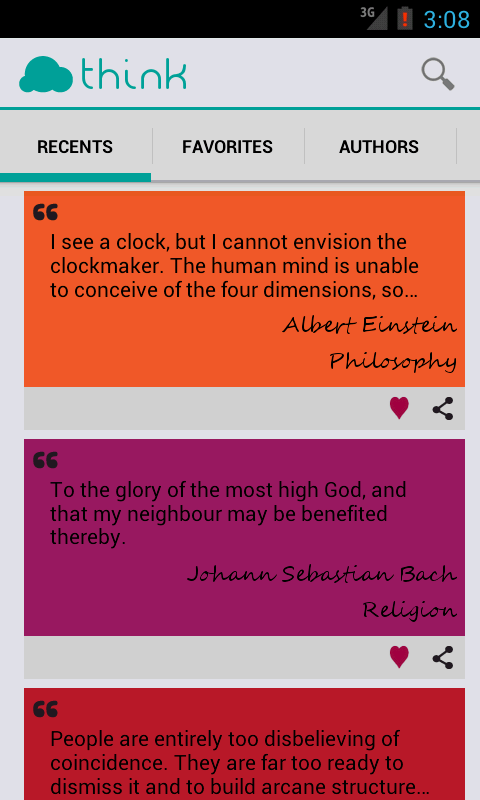 3G 3:08
think
RECENTS FAVORITES AUTHORS
I see a clock, but I cannot envision the
clockmaker. The human mind is unable
to conceive of the four dimensions, so...
Albert Einstein
Philosophy
To the glory of the most high God, and
that my neighbour may be benefited
thereby.
Johann Sebastian Bach
Religion
People are entirely too disbelieving of
coincidence. They are far too ready to
dismiss it and to build arcane structure...